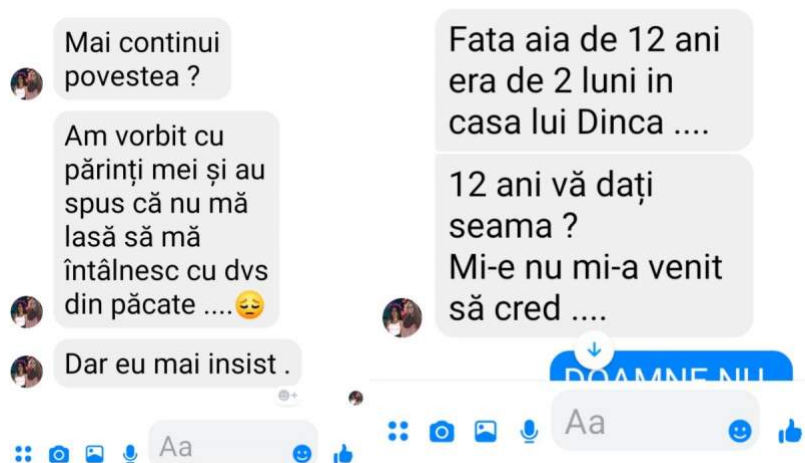 Mai continui
povestea ?
Am vorbit cu
părinți mei și au
spus că nu mă
lasă să mă
întâlnesc cu dvs
din păcate ....😔
Dar eu mai insist .
Aa
Fata aia de 12 ani
era de 2 luni in
casa lui Dinca ....
12 ani vă dați
seama ?
Mi-e nu mi-a venit
să cred ....
DOAMNE NU
Aa